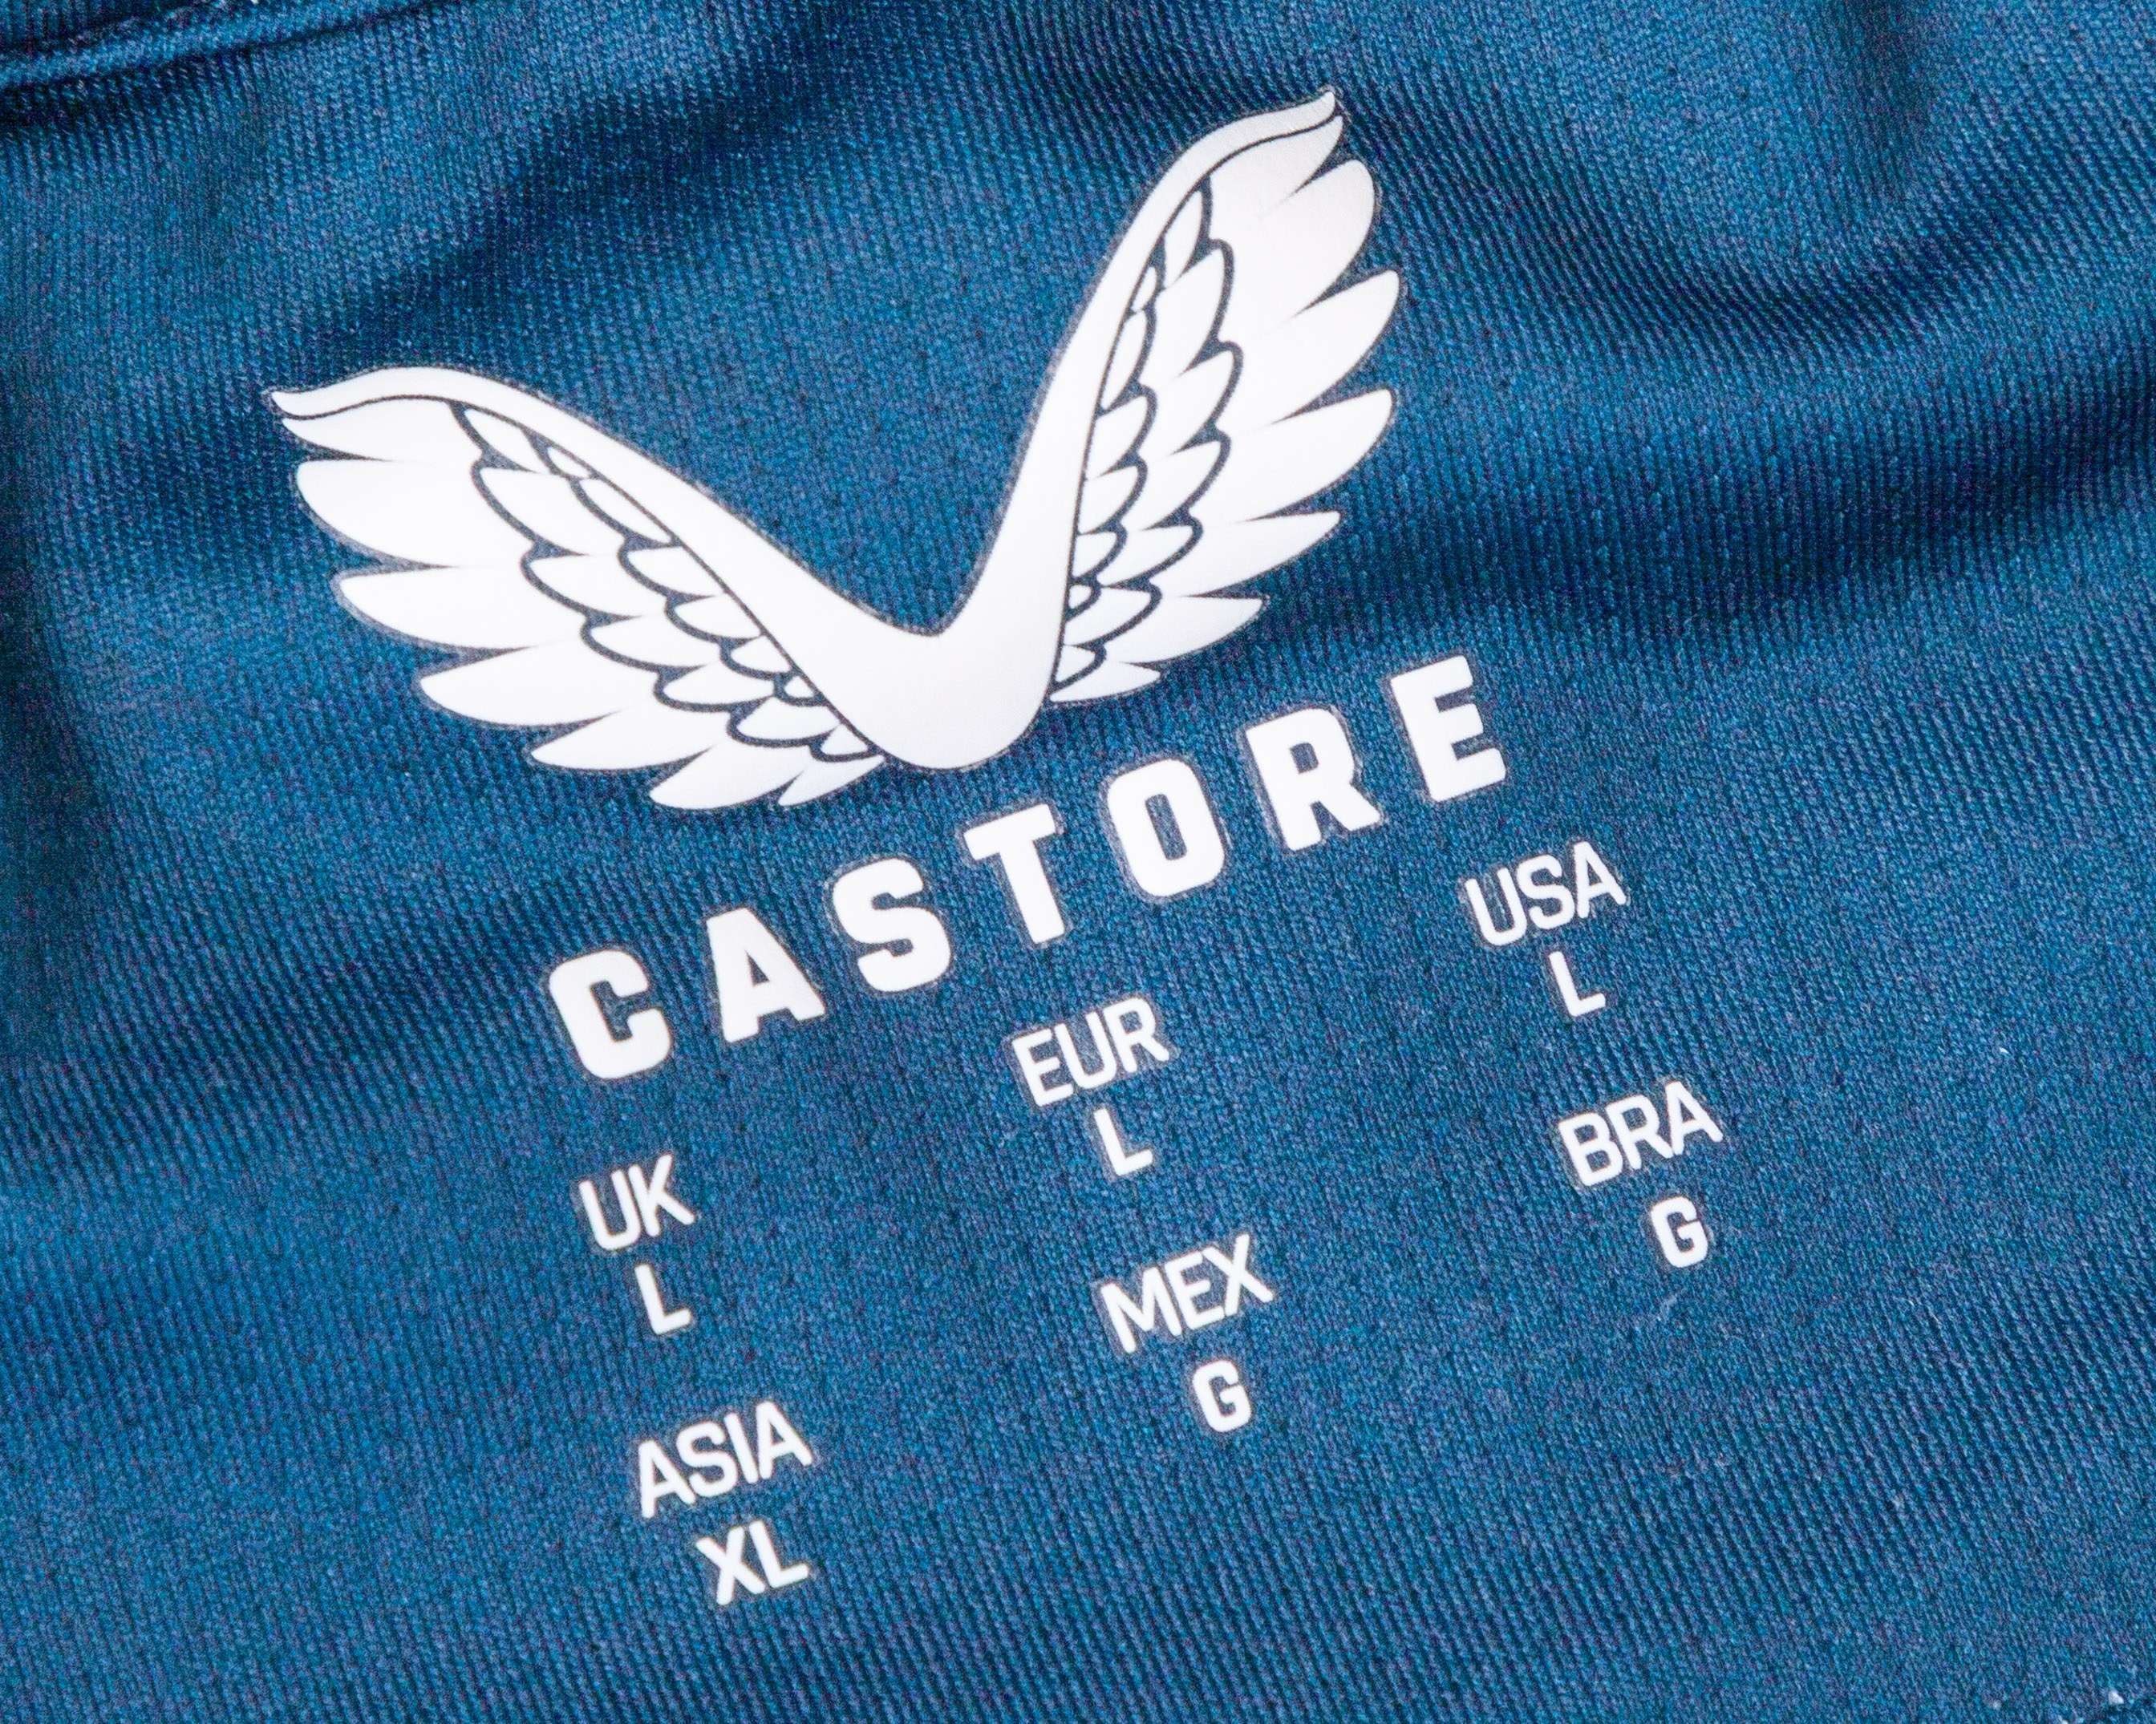 CASTORE
UK EUR USA
L L L
ASIA MEX BRA
XL G G